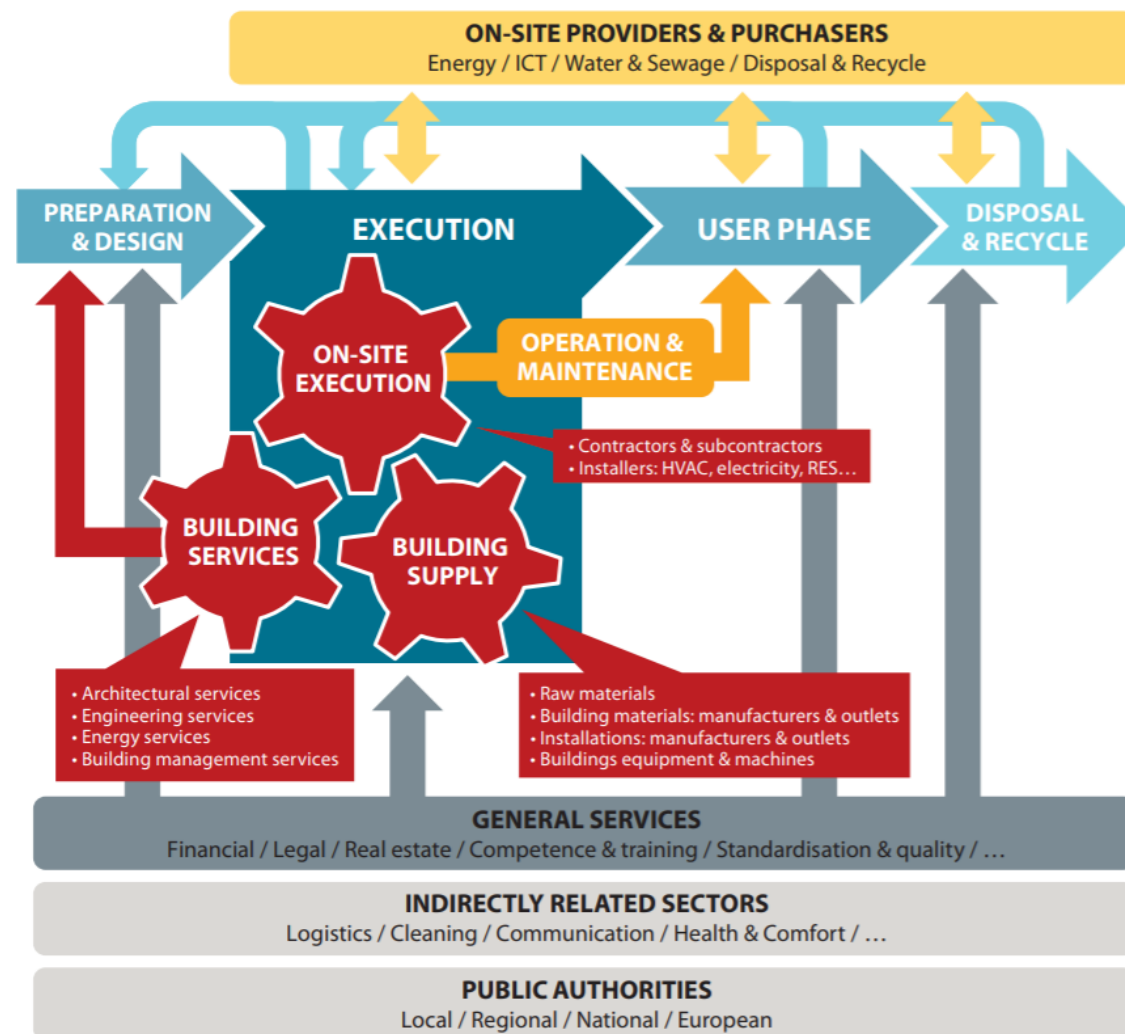 ON-SITE PROVIDERS & PURCHASERS
Energy / ICT / Water & Sewage / Disposal & Recycle
PREPARATION
& DESIGN
EXECUTION
USER PHASE
DISPOSAL
& RECYCLE
ON-SITE
EXECUTION
OPERATION &
MAINTENANCE
• Contractors & subcontractors
• Installers: HVAC, electricity, RES…
BUILDING
SERVICES
BUILDING
SUPPLY
• Architectural services
• Engineering services
• Energy services
• Building management services
• Raw materials
• Building materials: manufacturers & outlets
• Installations: manufacturers & outlets
• Buildings equipment & machines
GENERAL SERVICES
Financial / Legal / Real estate / Competence & training / Standardisation & quality / …
INDIRECTLY RELATED SECTORS
Logistics / Cleaning / Communication / Health & Comfort / …
PUBLIC AUTHORITIES
Local / Regional / National / European